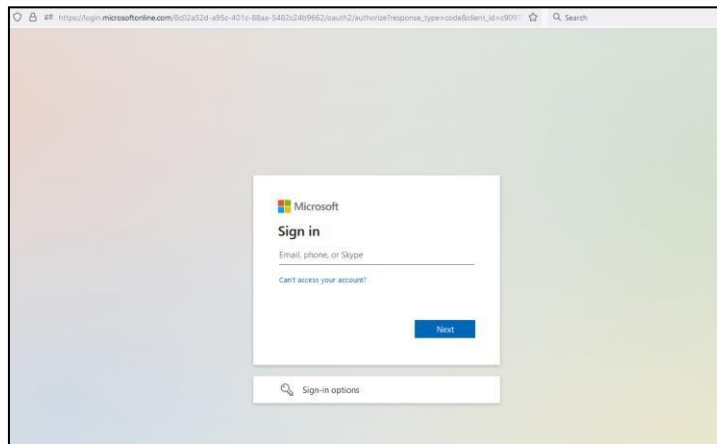 https://login.microsoftonline.com/8c02a52d-a95c-401c-88aa-5482c24b9662/oauth2/authorize?response_type=code&client_id=c909 Search
Microsoft
Sign in
Email, phone, or Skype
Can't access your account?
Next
Sign-in options